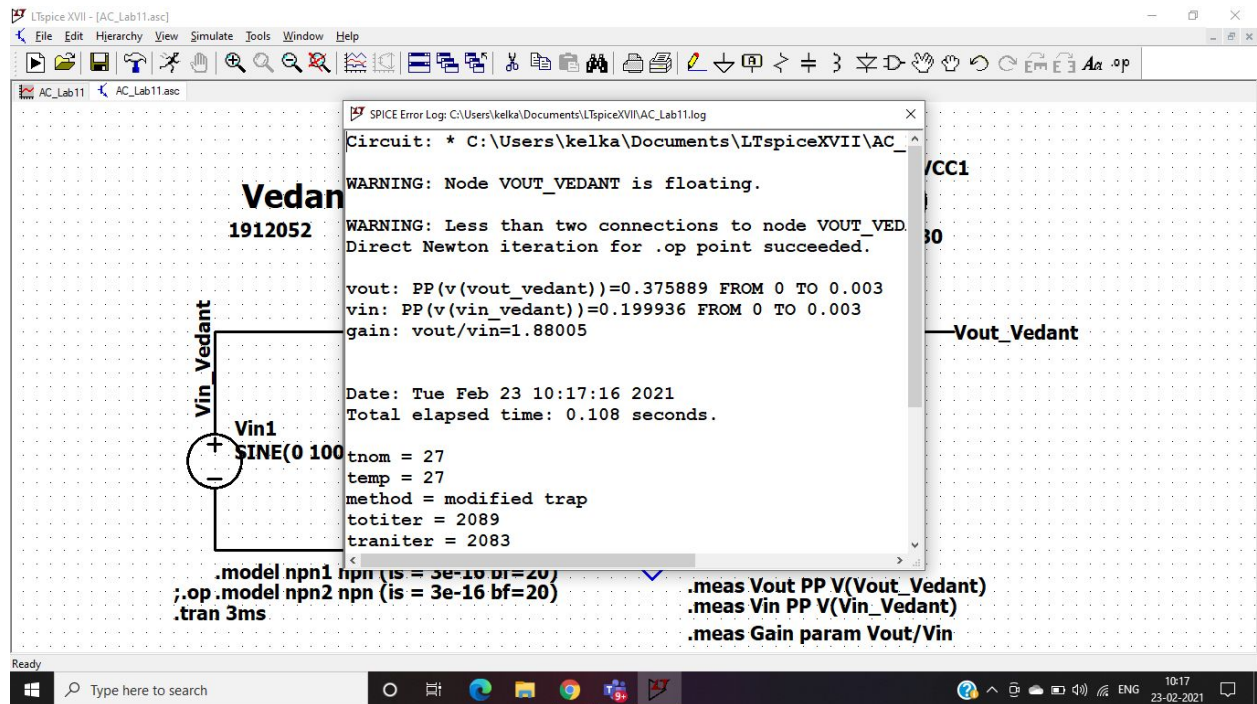 LTspice XVII - [AC_Lab11.asc]
File Edit Hierarchy View Simulate Tools Window Help
AC_Lab11 AC_Lab11.asc
SPICE Error Log: C:\Users\kelka\Documents\LTspiceXVII\AC_Lab11.log
Circuit: * C:\Users\kelka\Documents\LTspiceXVII\AC_
WARNING: Node VOUT_VEDANT is floating.
WARNING: Less than two connections to node VOUT_VED
Direct Newton iteration for .op point succeeded.
vout: PP(v(vout_vedant))=0.375889 FROM 0 TO 0.003
vin: PP(v(vin_vedant))=0.199936 FROM 0 TO 0.003
gain: vout/vin=1.88005
Date: Tue Feb 23 10:17:16 2021
Total elapsed time: 0.108 seconds.
tnom = 27
temp = 27
method = modified trap
totiter = 2089
traniter = 2083
Vedan
1912052
VCC1
30
Vin_Vedant
Vout_Vedant
Vin1
SINE(0 100
.model npn1 npn (is = 3e-16 bf=20)
;.op .model npn2 npn (is = 3e-16 bf=20)
.tran 3ms
.meas Vout PP V(Vout_Vedant)
.meas Vin PP V(Vin_Vedant)
.meas Gain param Vout/Vin
Ready
Type here to search
ENG
10:17
23-02-2021